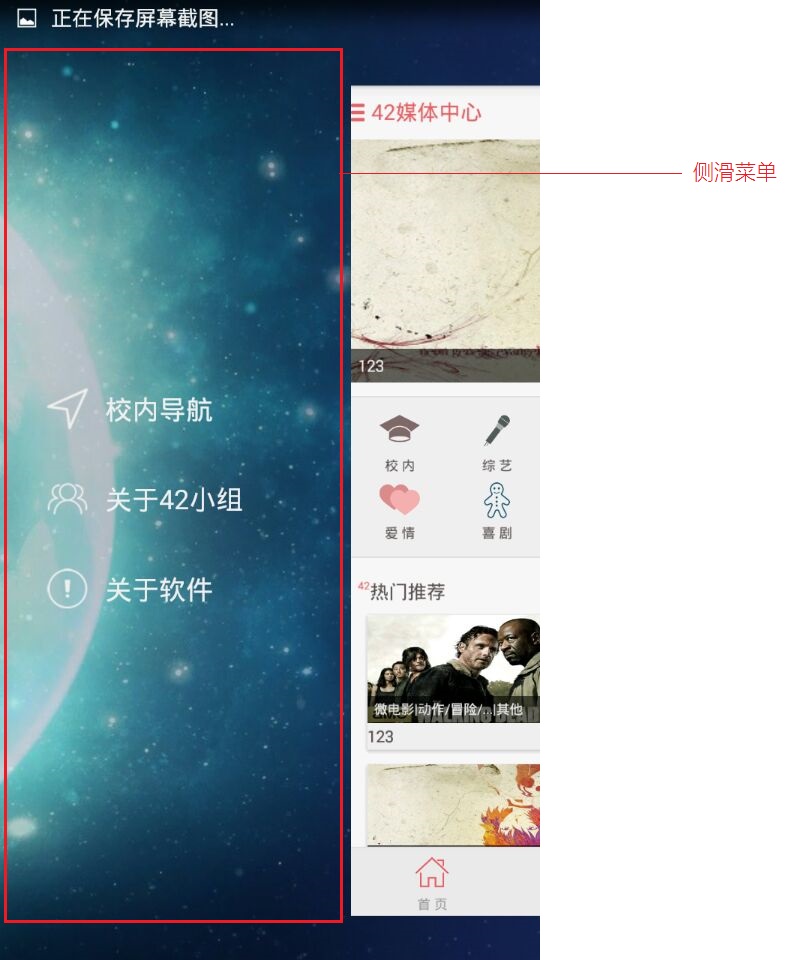 正在保存屏幕截图...
42媒体中心
侧滑菜单
123
校内导航
关于42小组
关于软件
校内
综艺
爱情
喜剧
42热门推荐
微电影|动作/冒险/...|其他
123
首页